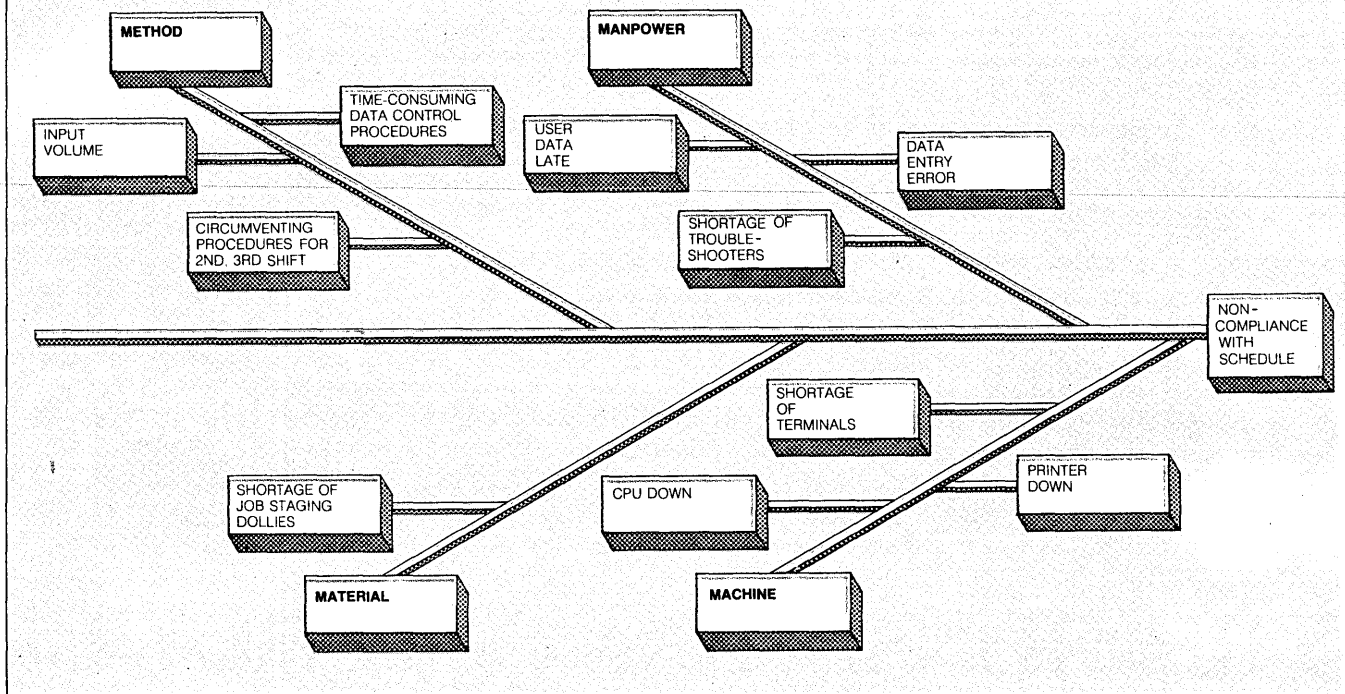 METHOD
MANPOWER
TIME-CONSUMING
DATA CONTROL
PROCEDURES
INPUT
VOLUME
USER
DATA
LATE
DATA
ENTRY
ERROR
CIRCUMVENTING
PROCEDURES FOR
2ND, 3RD SHIFT
SHORTAGE OF
TROUBLE-
SHOOTERS
NON-
COMPLIANCE
WITH
SCHEDULE
SHORTAGE
OF
TERMINALS
SHORTAGE OF
JOB STAGING
DOLLIES
CPU DOWN
PRINTER
DOWN
MATERIAL
MACHINE